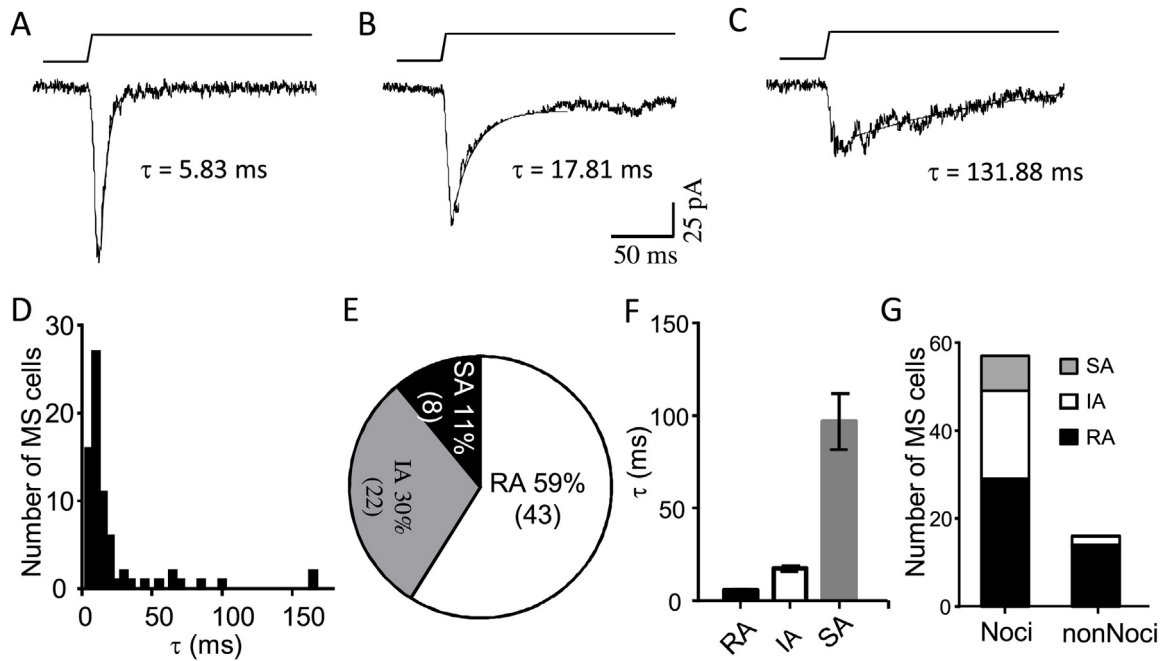 A
B
C
τ = 5.83 ms
τ = 17.81 ms
τ = 131.88 ms
25 pA
50 ms
D
30
20
10
0
Number of MS cells
0
50
100
150
τ (ms)
E
SA 11%
(8)
IA 30%
(22)
RA 59%
(43)
F
150
100
50
0
τ (ms)
RA
IA
SA
G
60
40
20
0
Number of MS cells
SA
IA
RA
Noci
nonNoci